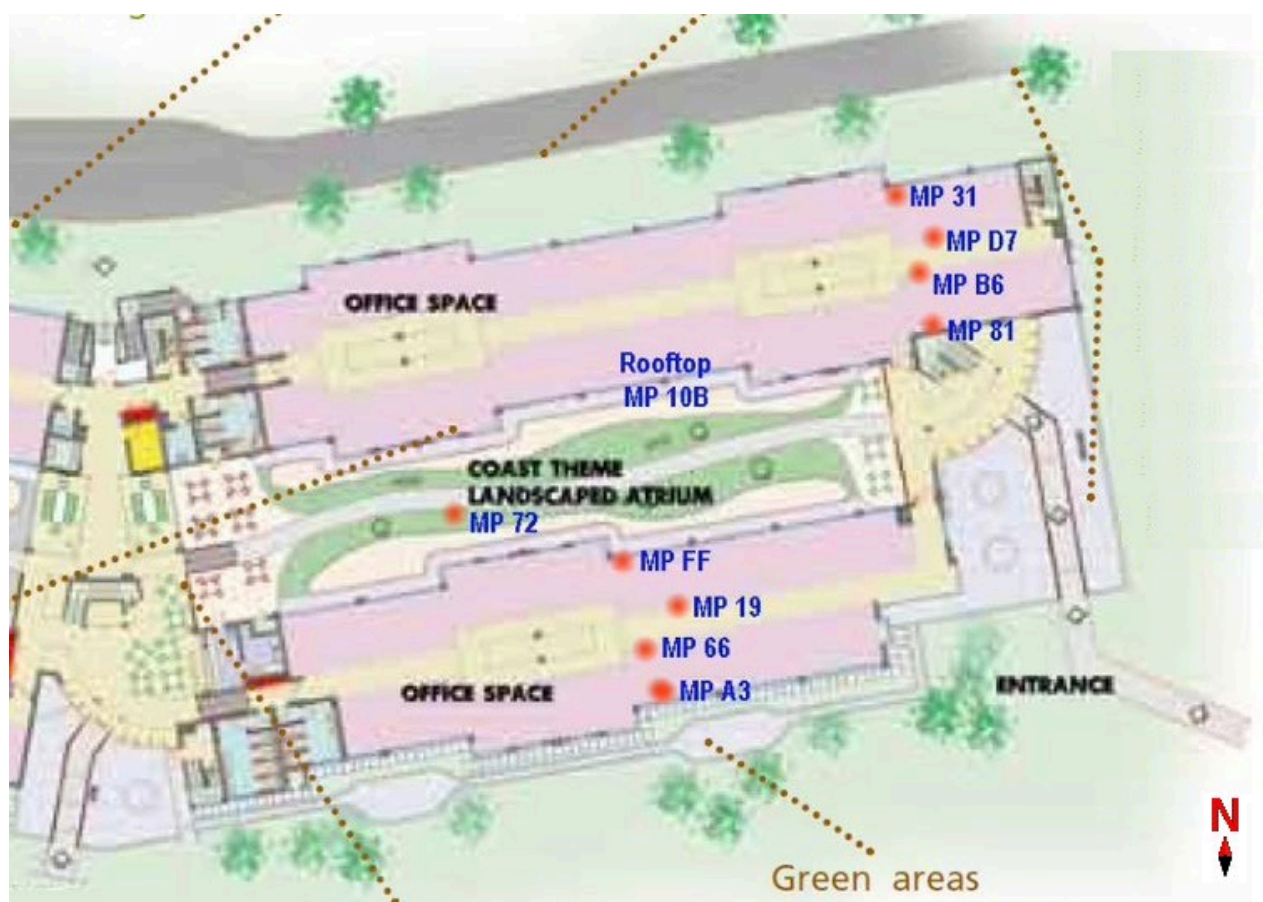 MP 31
MP D7
MP B6
OFFICE SPACE
MP 81
Rooftop
MP 10B
COAST THEME
LANDSCAPED ATRIUM
MP 72
MP FF
MP 19
MP 66
OFFICE SPACE
MP A3
ENTRANCE
N
Green areas